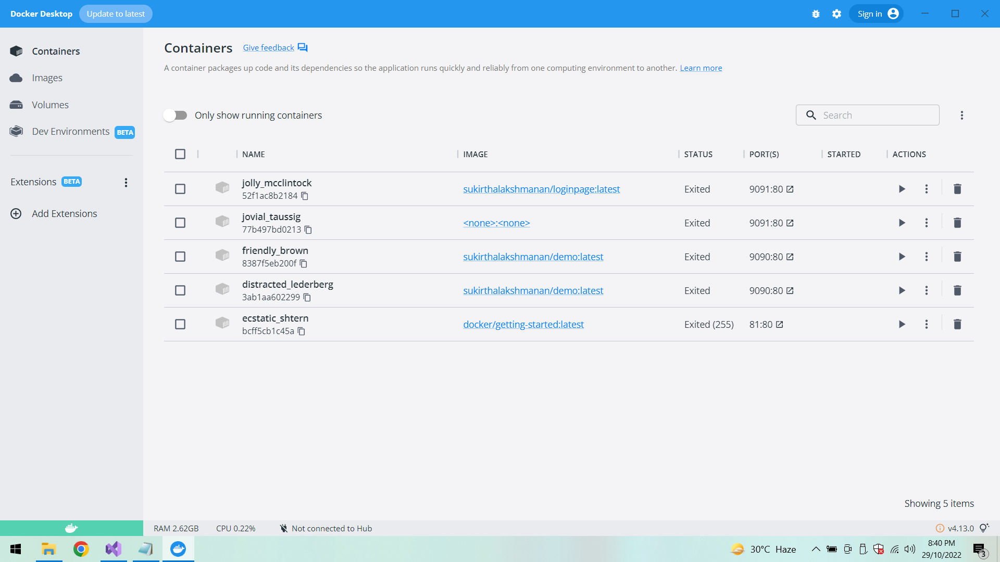 Docker Desktop Update to latest Sign in
Containers
Images
Volumes
Dev Environments BETA
Extensions BETA
Add Extensions
Containers Give feedback
A container packages up code and its dependencies so the application runs quickly and reliably from one computing environment to another. Learn more
Only show running containers Search
NAME IMAGE STATUS PORT(S) STARTED ACTIONS
jolly_mcclintock
52f1ac8b2184 sukirthalakshmanan/loginpage:latest Exited 9091:80
jovial_taussig
77b497bd0213 <none>:<none> Exited 9091:80
friendly_brown
8387f5eb200f sukirthalakshmanan/demo:latest Exited 9090:80
distracted_lederberg
3ab1aa602299 sukirthalakshmanan/demo:latest Exited 9090:80
ecstatic_shtern
bcff5cb1c45a docker/getting-started:latest Exited (255) 81:80
Showing 5 items
RAM 2.62GB CPU 0.22% Not connected to Hub v4.13.0
30°C Haze 8:40 PM
29/10/2022 3